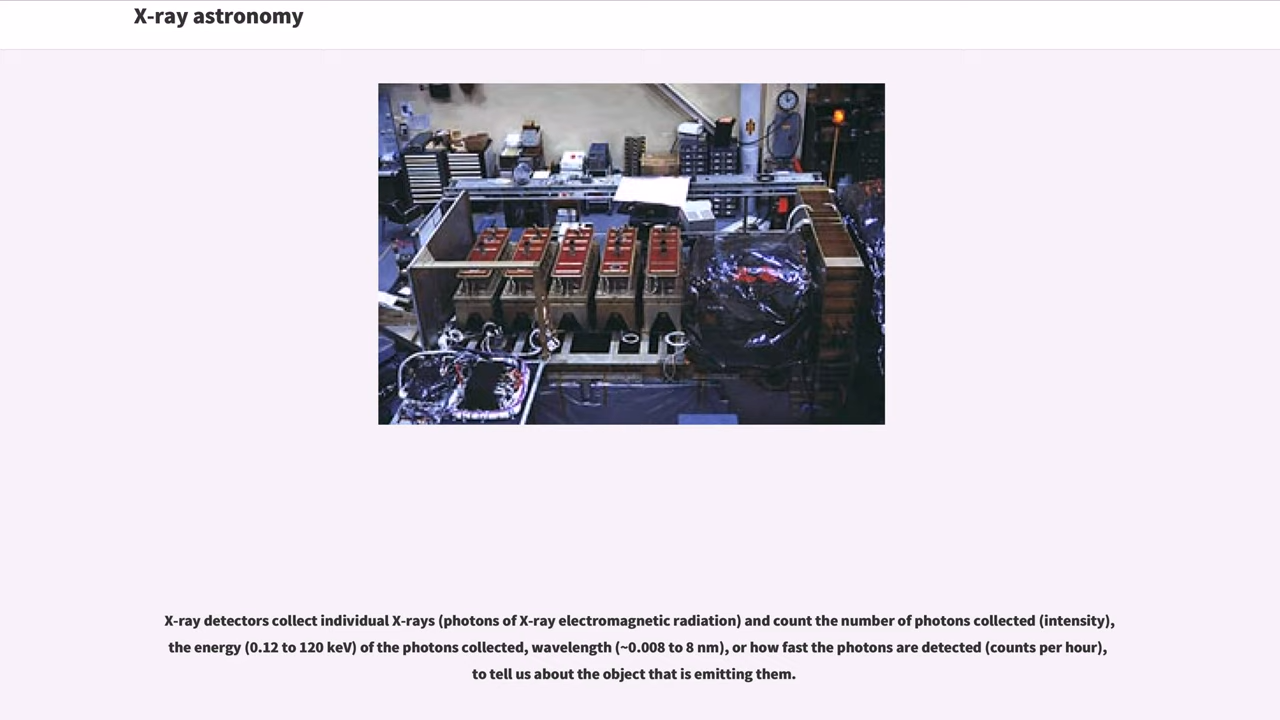 X-ray astronomy
X-ray detectors collect individual X-rays (photons of X-ray electromagnetic radiation) and count the number of photons collected (intensity),
the energy (0.12 to 120 keV) of the photons collected, wavelength (~0.008 to 8 nm), or how fast the photons are detected (counts per hour),
to tell us about the object that is emitting them.